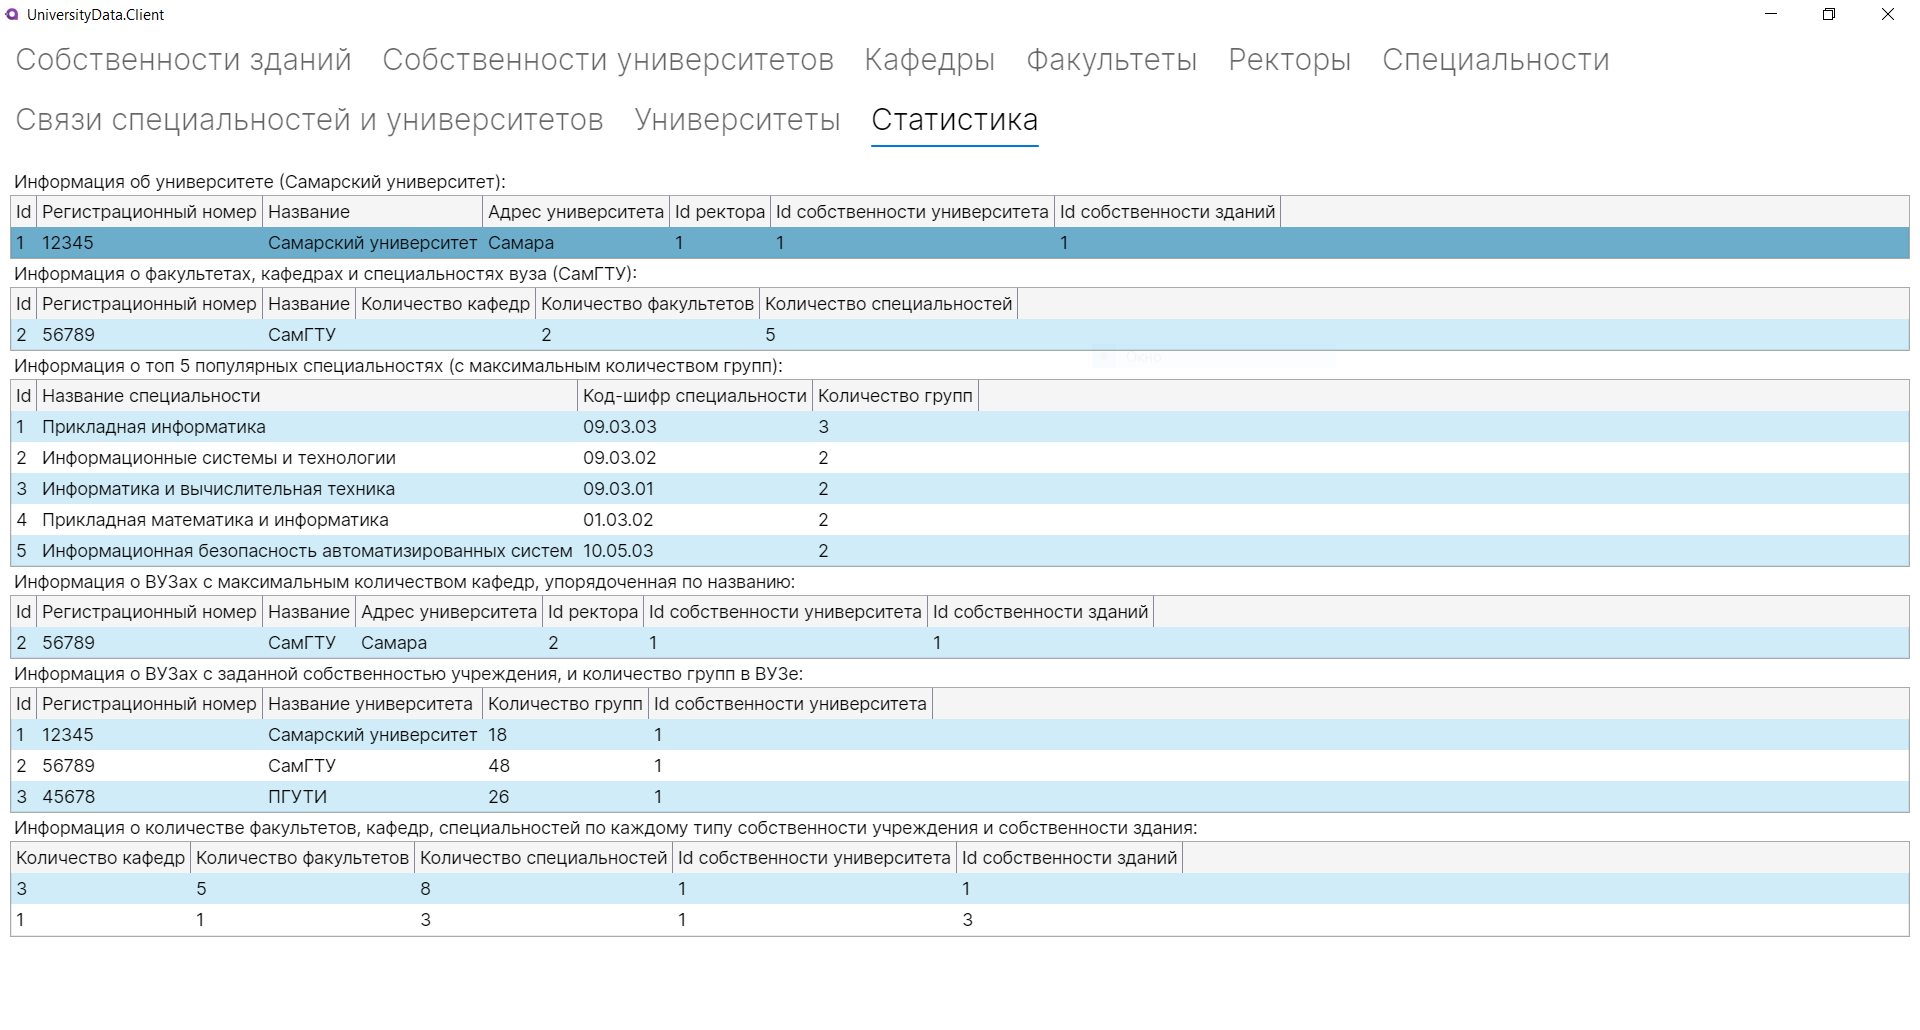 UniversityData.Client
Собственности зданий Собственности университетов Кафедры Факультеты Ректоры Специальности
Связи специальностей и университетов Университеты Статистика
Информация об университете (Самарский университет):
Id Регистрационный номер Название Адрес университета Id ректора Id собственности университета Id собственности зданий
1 12345 Самарский университет Самара 1 1 1
Информация о факультетах, кафедрах и специальностях вуза (СамГТУ):
Id Регистрационный номер Название Количество кафедр Количество факультетов Количество специальностей
2 56789 СамГТУ 2 5
Информация о топ 5 популярных специальностях (с максимальным количеством групп):
Id Название специальности Код-шифр специальности Количество групп
1 Прикладная информатика 09.03.03 3
2 Информационные системы и технологии 09.03.02 2
3 Информатика и вычислительная техника 09.03.01 2
4 Прикладная математика и информатика 01.03.02 2
5 Информационная безопасность автоматизированных систем 10.05.03 2
Информация о ВУЗах с максимальным количеством кафедр, упорядоченная по названию:
Id Регистрационный номер Название Адрес университета Id ректора Id собственности университета Id собственности зданий
2 56789 СамГТУ Самара 2 1 1
Информация о ВУЗах с заданной собственностью учреждения, и количество групп в ВУЗе:
Id Регистрационный номер Название университета Количество групп Id собственности университета
1 12345 Самарский университет 18 1
2 56789 СамГТУ 48 1
3 45678 ПГУТИ 26 1
Информация о количестве факультетов, кафедр, специальностей по каждому типу собственности учреждения и собственности здания:
Количество кафедр Количество факультетов Количество специальностей Id собственности университета Id собственности зданий
3 5 8 1 1
1 1 3 1 3